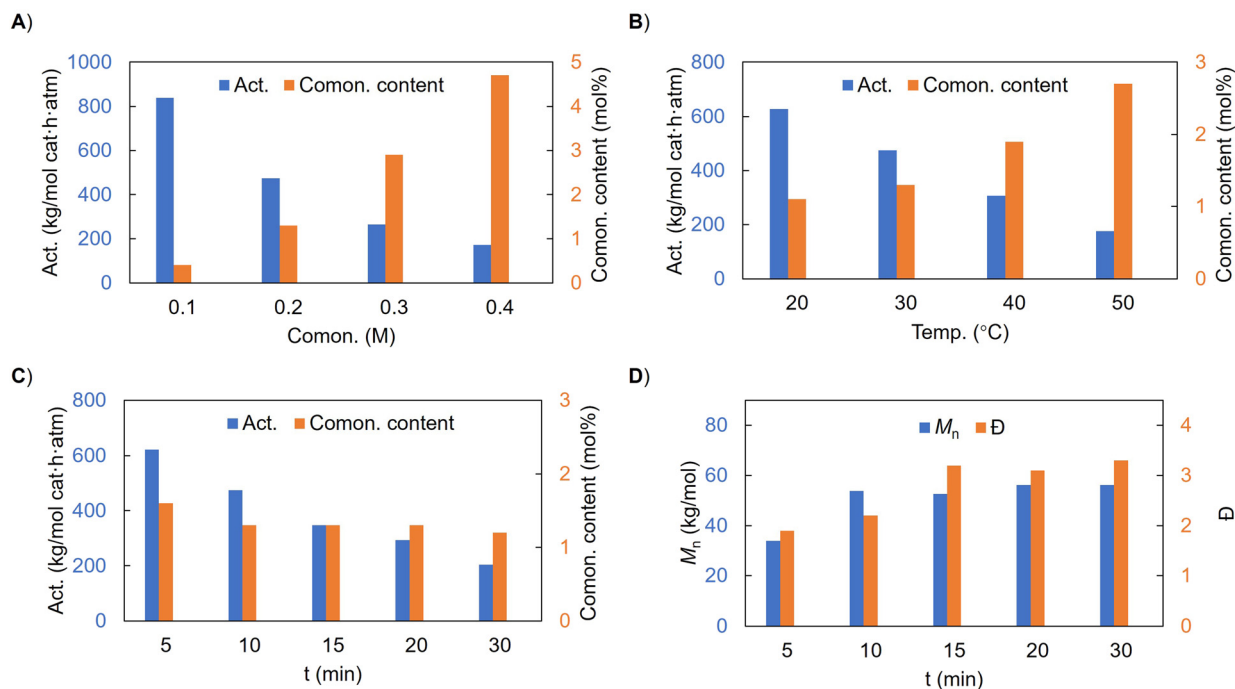 A)
Act. (kg/mol cat·h·atm)
1000
800
600
400
200
0
Act. Comon. content
5
4
3
2
1
0
Comon. content (mol%)
0.1 0.2 0.3 0.4
Comon. (M)
B)
Act. (kg/mol cat·h·atm)
800
600
400
200
0
Act. Comon. content
3
2
1
0
Comon. content (mol%)
20 30 40 50
Temp. (°C)
C)
Act. (kg/mol cat·h·atm)
800
600
400
200
0
Act. Comon. content
3
2
1
0
Comon. content (mol%)
5 10 15 20 30
t (min)
D)
Mn (kg/mol)
80
60
40
20
0
Mn Đ
4
3
2
1
0
Đ
5 10 15 20 30
t (min)